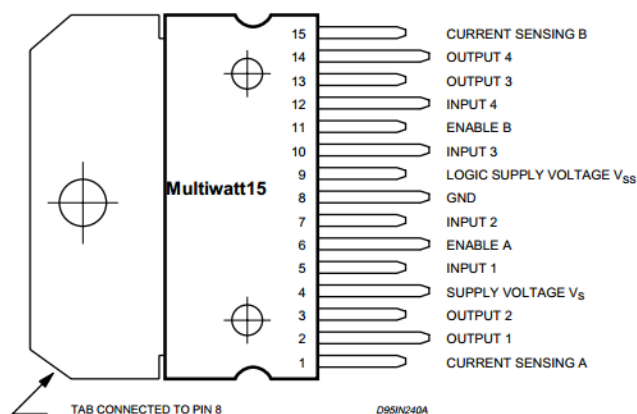 15 CURRENT SENSING B
14 OUTPUT 4
13 OUTPUT 3
12 INPUT 4
11 ENABLE B
10 INPUT 3
9 LOGIC SUPPLY VOLTAGE VSS
Multiwatt15
8 GND
7 INPUT 2
6 ENABLE A
5 INPUT 1
4 SUPPLY VOLTAGE VS
3 OUTPUT 2
2 OUTPUT 1
1 CURRENT SENSING A
TAB CONNECTED TO PIN 8 D95IN240A